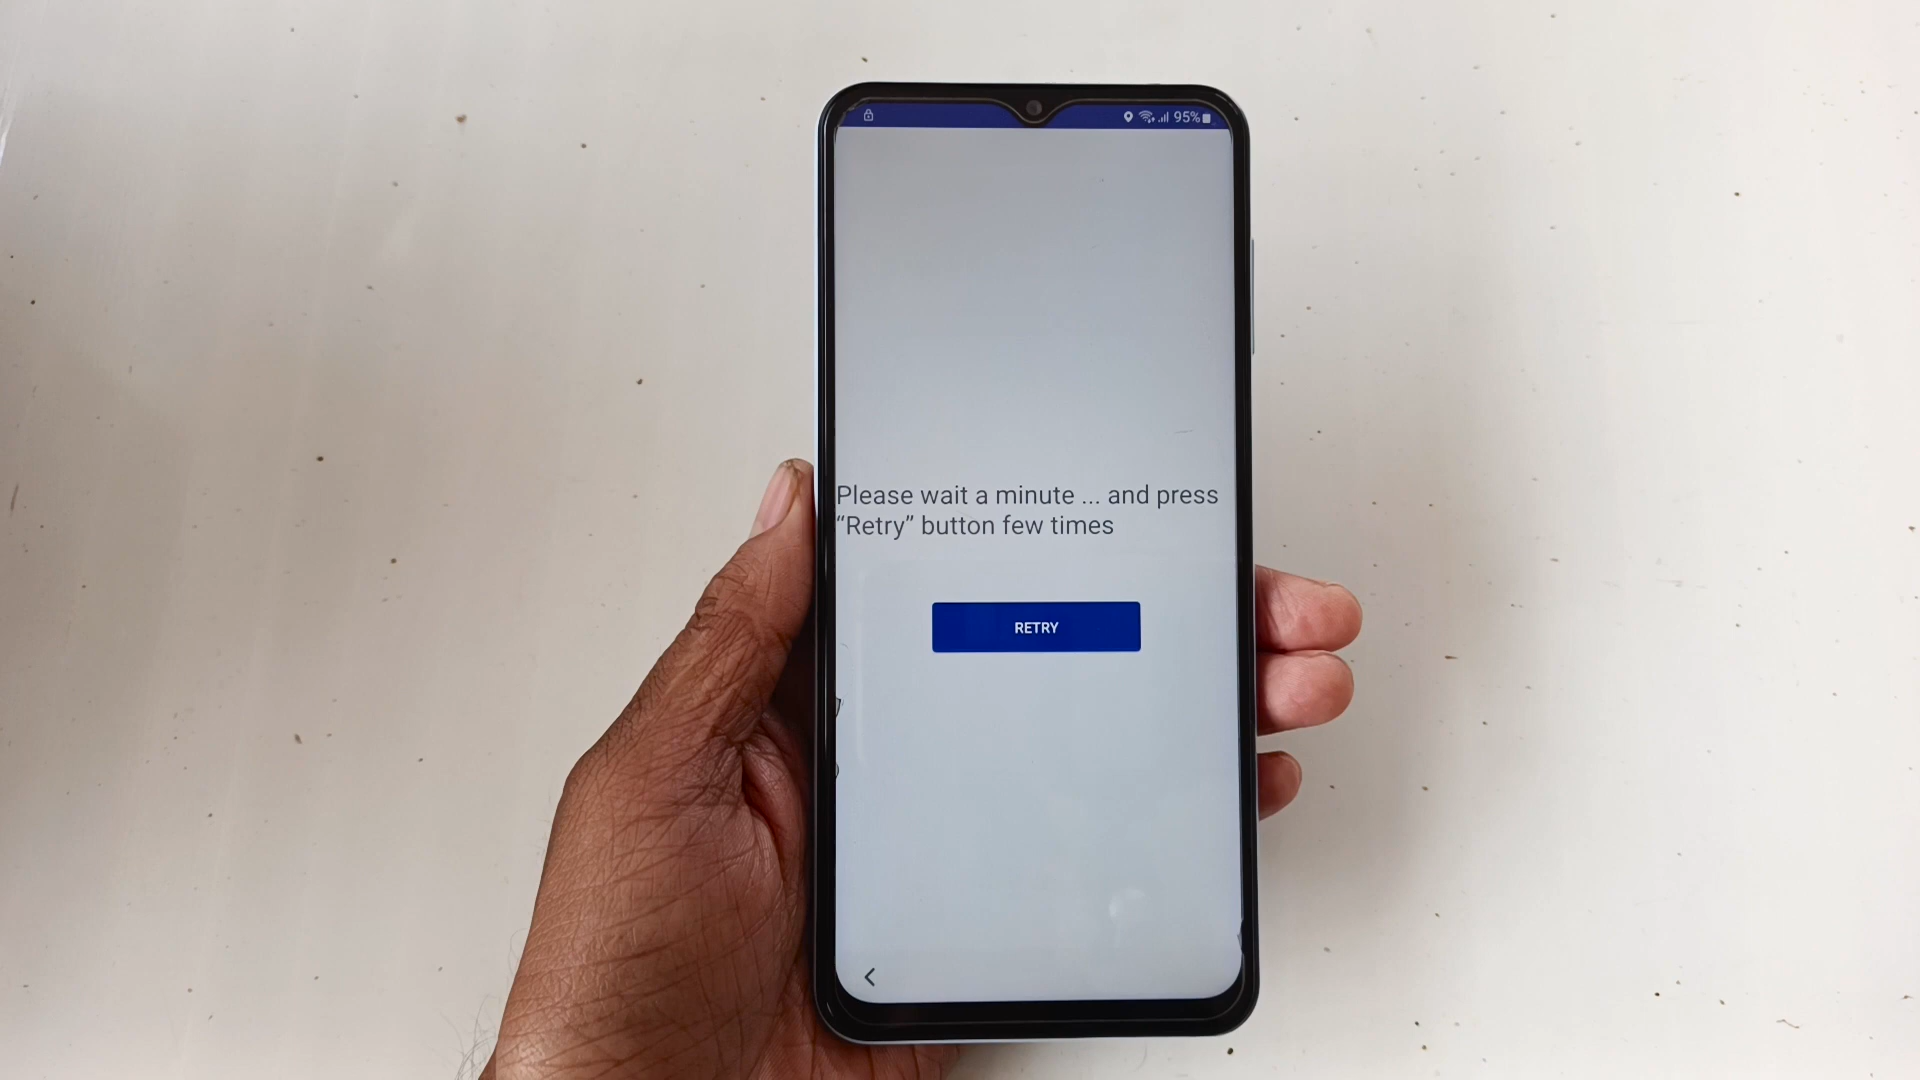 95%
Please wait a minute ... and press
“Retry” button few times
RETRY